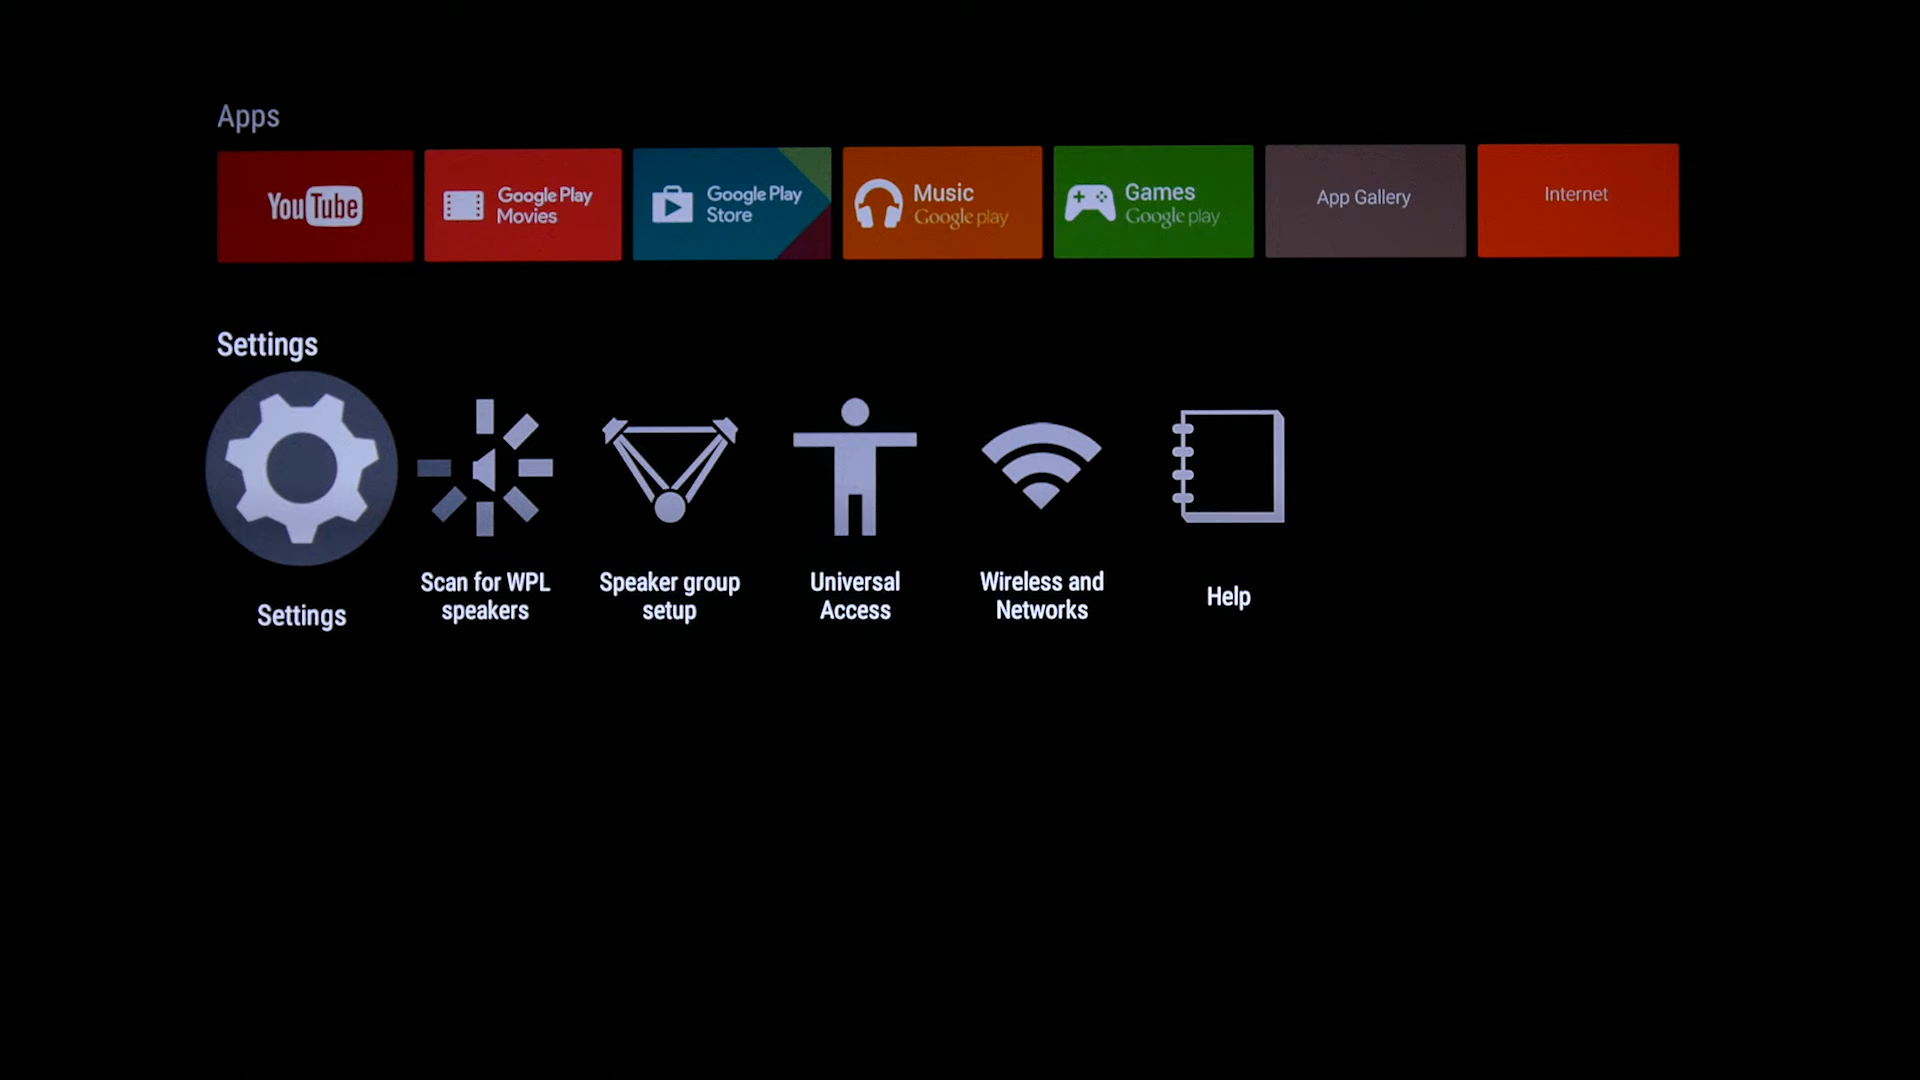 Apps
YouTube
Google Play
Movies
Google Play
Store
Music
Google play
Games
Google play
App Gallery
Internet
Settings
Settings
Scan for WPL
speakers
Speaker group
setup
Universal
Access
Wireless and
Networks
Help